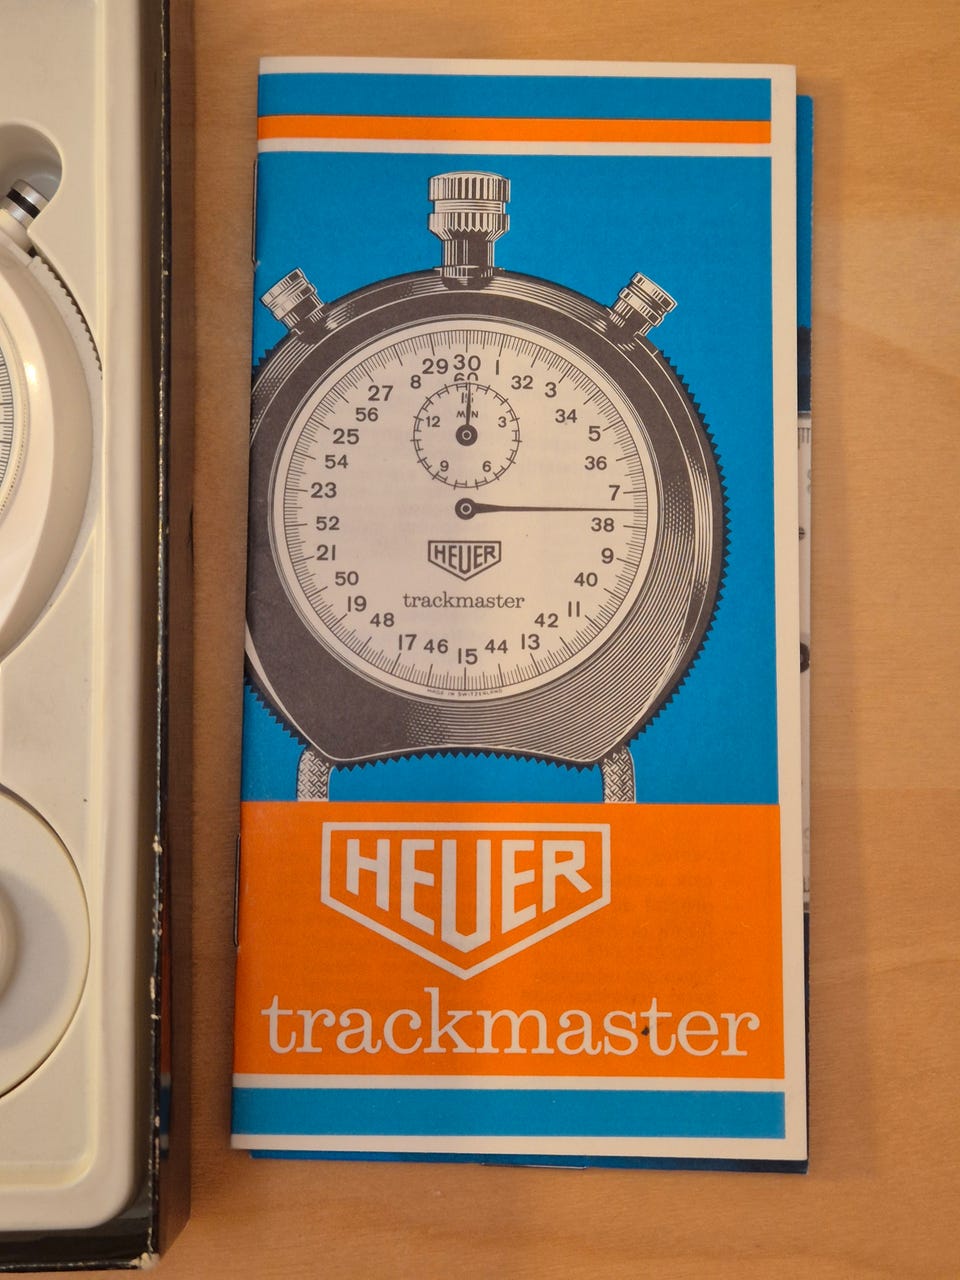 29 30 1
8 60 32 3
27 15 34
56 MIN 5
25 12 3 36
54 9 6 7
23 38
52 HEUER 9
21 trackmaster 40
50 11
19 42
48 13
17 46 15 44
MADE IN SWITZERLAND
HEUER
trackmaster